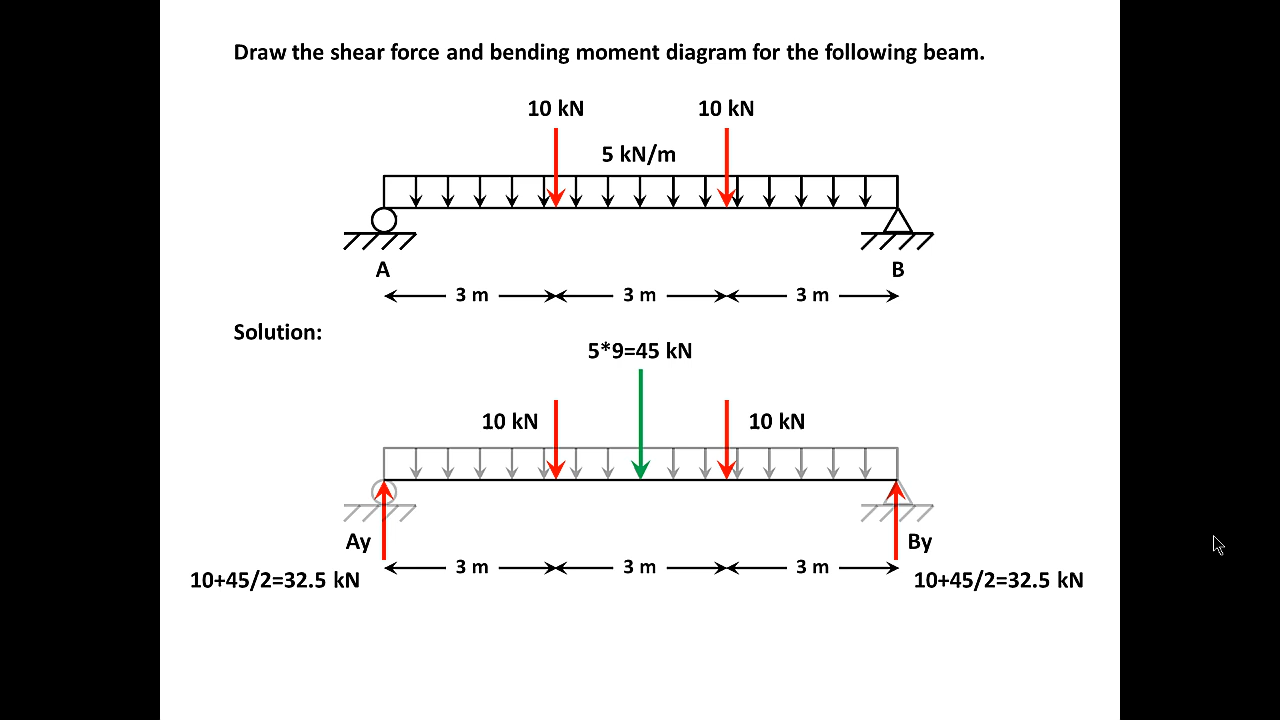 Draw the shear force and bending moment diagram for the following beam.
10 kN 10 kN
5 kN/m
A B
3 m 3 m 3 m
Solution:
5*9=45 kN
10 kN 10 kN
Ay By
3 m 3 m 3 m
10+45/2=32.5 kN 10+45/2=32.5 kN